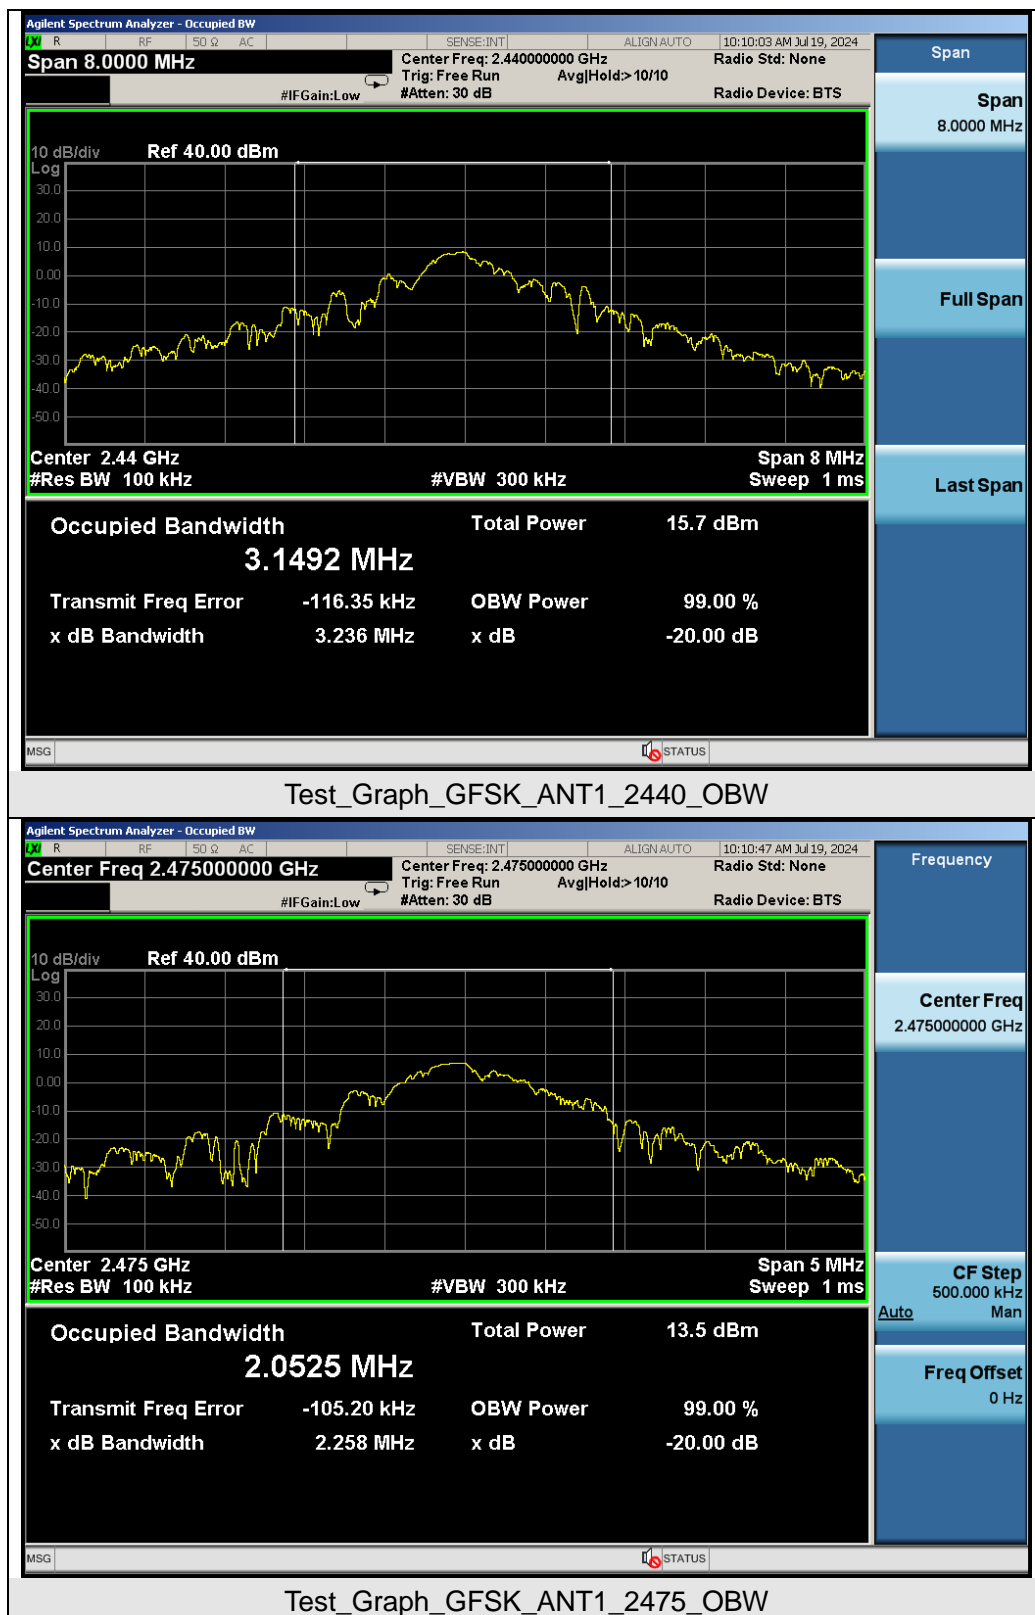 Agilent Spectrum Analyzer - Occupied BW
LXI R RF 50 Ω AC SENSE:INT ALIGN AUTO 10:10:03 AM Jul 19, 2024
Span 8.0000 MHz
Center Freq: 2.440000000 GHz Radio Std: None
Trig: Free Run Avg|Hold:>10/10
#IFGain:Low #Atten: 30 dB Radio Device: BTS
Span
Span
8.0000 MHz
Full Span
Last Span
10 dB/div Ref 40.00 dBm
Log
30.0
20.0
10.0
0.00
-10.0
-20.0
-30.0
-40.0
-50.0
Center 2.44 GHz Span 8 MHz
#Res BW 100 kHz #VBW 300 kHz Sweep 1 ms
Occupied Bandwidth Total Power 15.7 dBm
3.1492 MHz
Transmit Freq Error -116.35 kHz OBW Power 99.00 %
x dB Bandwidth 3.236 MHz x dB -20.00 dB
MSG STATUS
Test_Graph_GFSK_ANT1_2440_OBW
Agilent Spectrum Analyzer - Occupied BW
LXI R RF 50 Ω AC SENSE:INT ALIGN AUTO 10:10:47 AM Jul 19, 2024
Center Freq 2.475000000 GHz
Center Freq: 2.475000000 GHz Radio Std: None
Trig: Free Run Avg|Hold:>10/10
#IFGain:Low #Atten: 30 dB Radio Device: BTS
Frequency
Center Freq
2.475000000 GHz
CF Step
500.000 kHz
Auto Man
Freq Offset
0 Hz
10 dB/div Ref 40.00 dBm
Log
30.0
20.0
10.0
0.00
-10.0
-20.0
-30.0
-40.0
-50.0
Center 2.475 GHz Span 5 MHz
#Res BW 100 kHz #VBW 300 kHz Sweep 1 ms
Occupied Bandwidth Total Power 13.5 dBm
2.0525 MHz
Transmit Freq Error -105.20 kHz OBW Power 99.00 %
x dB Bandwidth 2.258 MHz x dB -20.00 dB
MSG STATUS
Test_Graph_GFSK_ANT1_2475_OBW